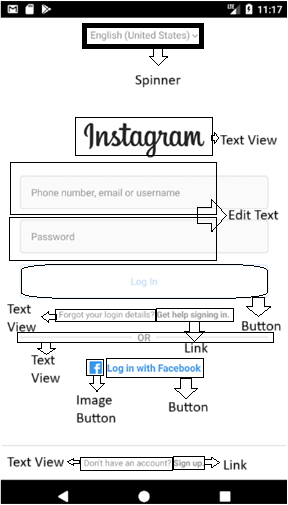 11:17
English (United States)
Spinner
Instagram
Text View
Phone number, email or username
Edit Text
Password
Log In
Button
Text View
Forgot your login details? Get help signing in.
Link
OR
Text View
Log in with Facebook
Image Button
Button
Text View
Don't have an account? Sign up.
Link